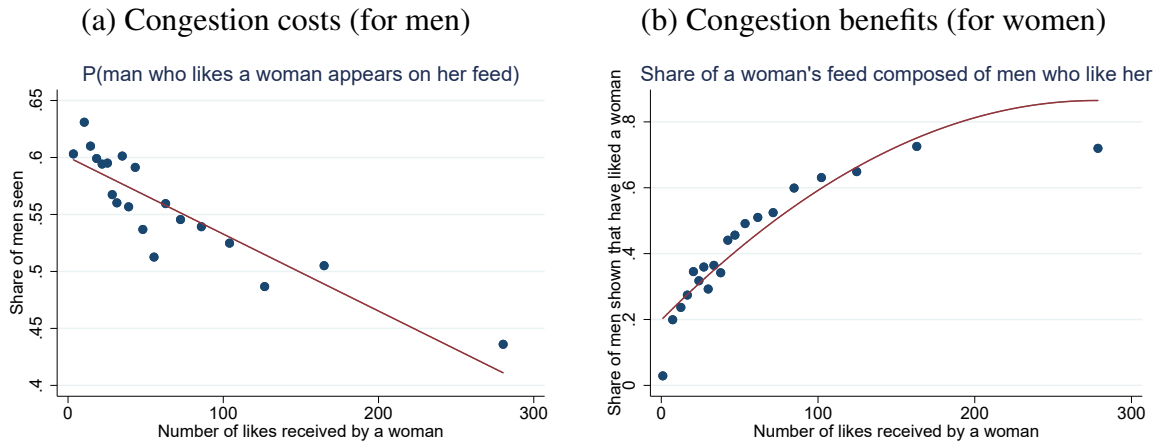 (a) Congestion costs (for men)
P(man who likes a woman appears on her feed)
Share of men seen
.65
.6
.55
.5
.45
.4
0
100
200
300
Number of likes received by a woman
(b) Congestion benefits (for women)
Share of a woman's feed composed of men who like her
Share of men shown that have liked a woman
.8
.6
.4
.2
0
0
100
200
300
Number of likes received by a woman